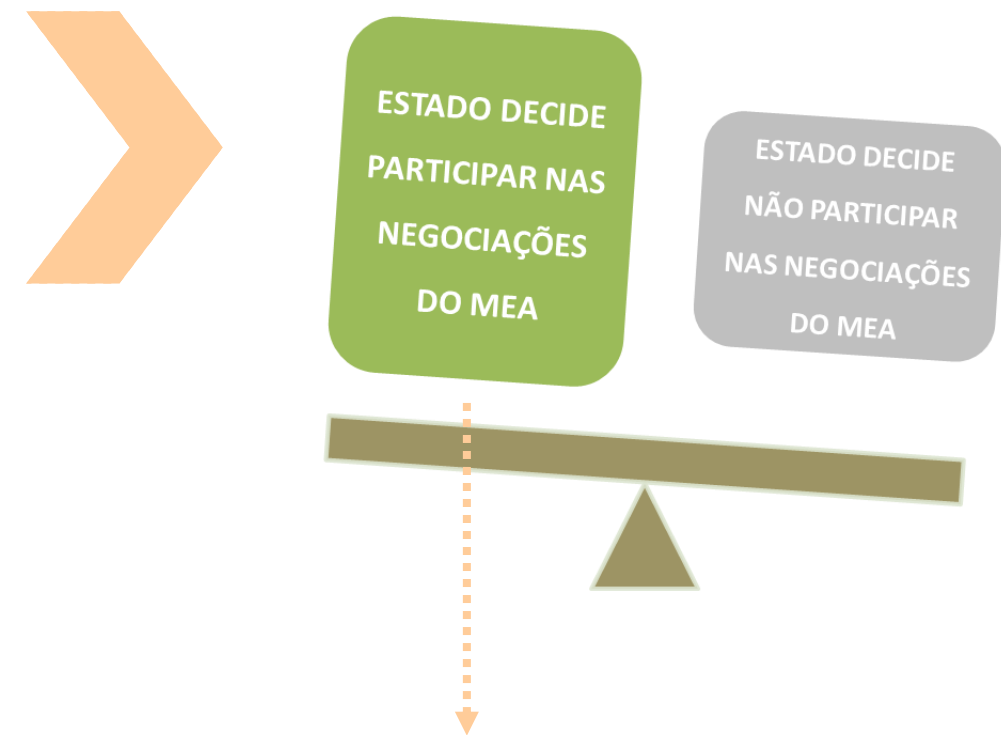 ESTADO DECIDE
PARTICIPAR NAS
NEGOCIAÇÕES
DO MEA
ESTADO DECIDE
NÃO PARTICIPAR
NAS NEGOCIAÇÕES
DO MEA